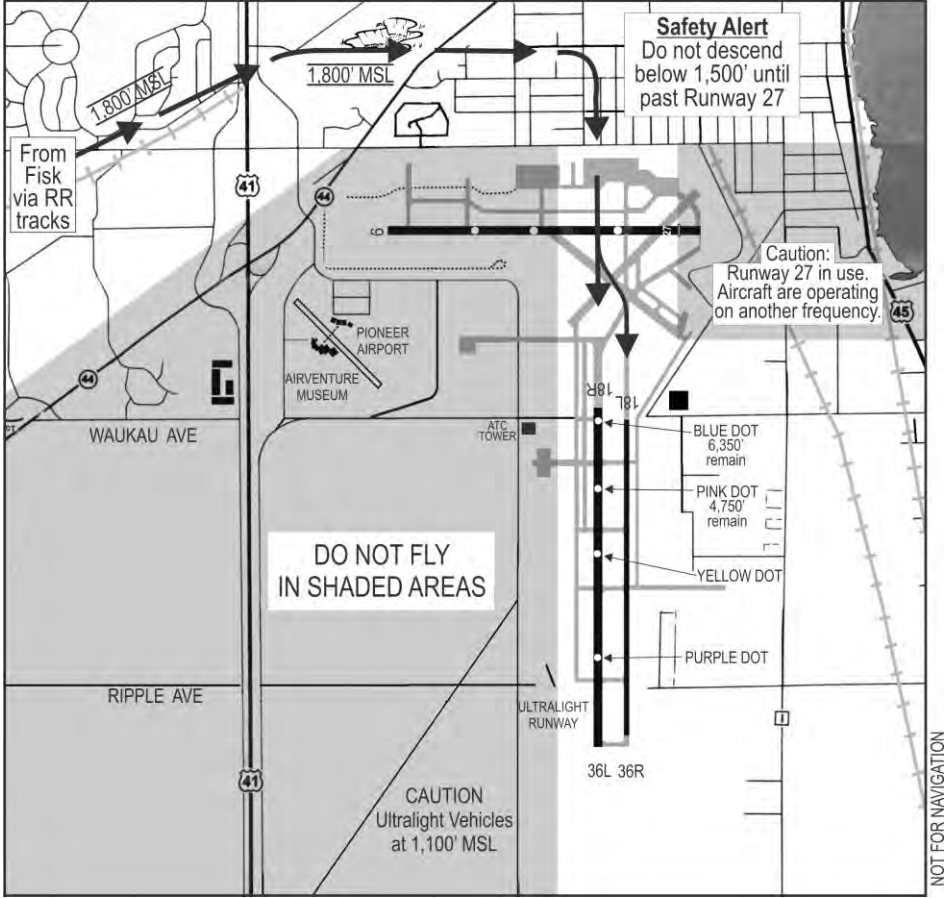 Safety Alert
Do not descend
below 1,500' until
past Runway 27
1,800' MSL
1,800' MSL
From
Fisk
via RR
tracks
41
44
9
27
Caution:
Runway 27 in use.
Aircraft are operating
on another frequency.
45
PIONEER
AIRPORT
AIRVENTURE
MUSEUM
44
18R
18L
WAUKAU AVE
ATC
TOWER
BLUE DOT
6,350'
remain
PINK DOT
4,750'
remain
DO NOT FLY
IN SHADED AREAS
YELLOW DOT
PURPLE DOT
RIPPLE AVE
ULTRALIGHT
RUNWAY
I
36L 36R
41
CAUTION
Ultralight Vehicles
at 1,100' MSL
NOT FOR NAVIGATION